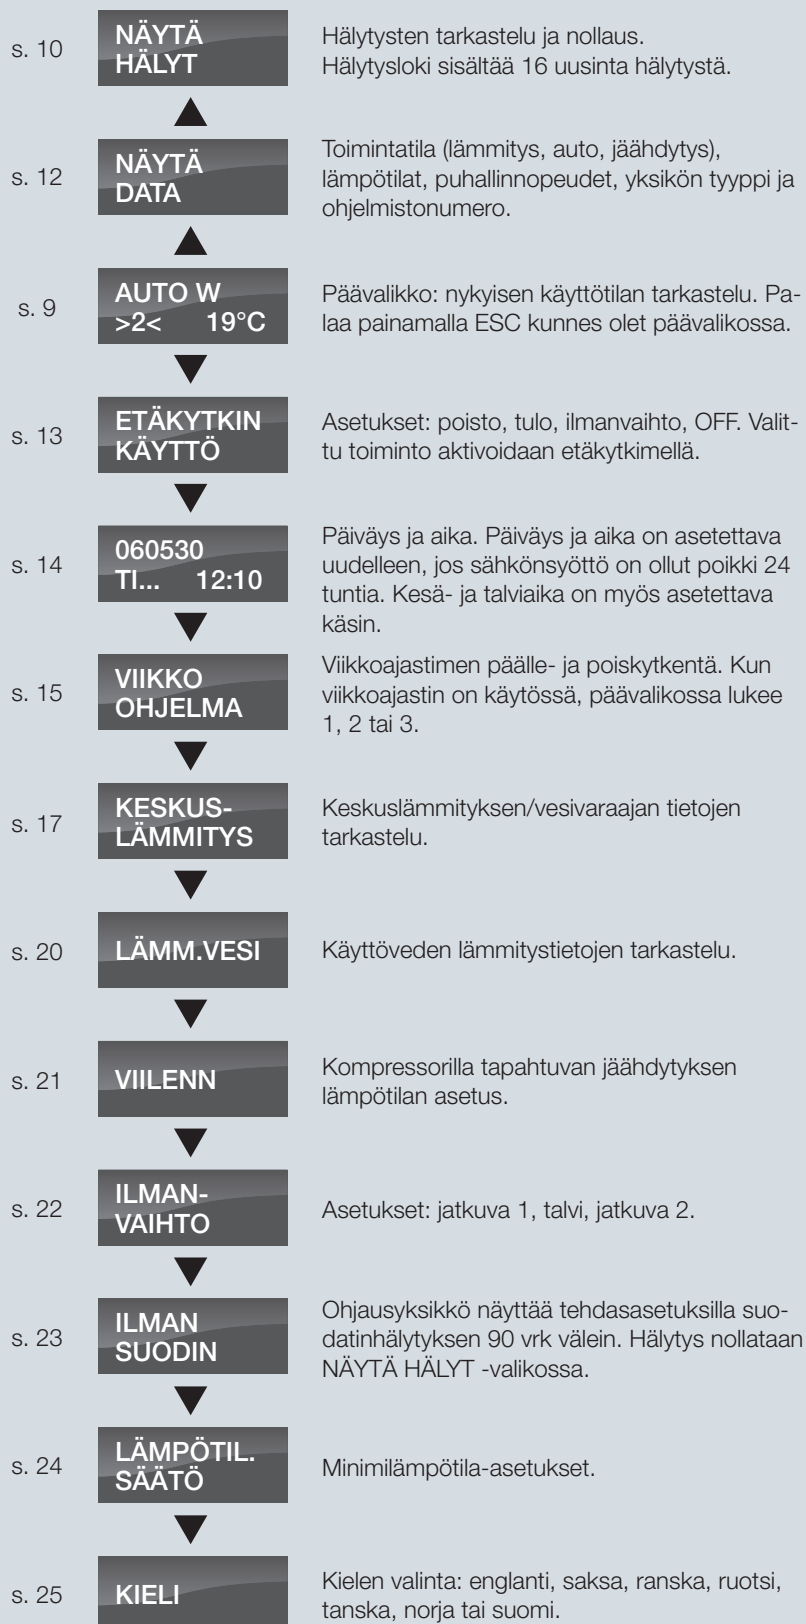 s. 10
NÄYTÄ
HÄLYT
Hälytysten tarkastelu ja nollaus.
Hälytysloki sisältää 16 uusinta hälytystä.
s. 12
NÄYTÄ
DATA
Toimintatila (lämmitys, auto, jäähdytys),
lämpötilat, puhallinnopeudet, yksikön tyyppi ja
ohjelmistonumero.
s. 9
AUTO W
>2< 19°C
Päävalikko: nykyisen käyttötilan tarkastelu. Pa-
laa painamalla ESC kunnes olet päävalikossa.
s. 13
ETÄKYTKIN
KÄYTTÖ
Asetukset: poisto, tulo, ilmanvaihto, OFF. Valit-
tu toiminto aktivoidaan etäkytkimellä.
s. 14
060530
TI... 12:10
Päiväys ja aika. Päiväys ja aika on asetettava
uudelleen, jos sähkönsyöttö on ollut poikki 24
tuntia. Kesä- ja talviaika on myös asetettava
käsin.
s. 15
VIIKKO
OHJELMA
Viikkoajastimen päälle- ja poiskytkentä. Kun
viikkoajastin on käytössä, päävalikossa lukee
1, 2 tai 3.
s. 17
KESKUS-
LÄMMITYS
Keskuslämmityksen/vesivaraajan tietojen
tarkastelu.
s. 20
LÄMM.VESI
Käyttöveden lämmitystietojen tarkastelu.
s. 21
VIILENN
Kompressorilla tapahtuvan jäähdytyksen
lämpötilan asetus.
s. 22
ILMAN-
VAIHTO
Asetukset: jatkuva 1, talvi, jatkuva 2.
s. 23
ILMAN
SUODIN
Ohjausyksikkö näyttää tehdasasetuksilla suo-
datinhälytyksen 90 vrk välein. Hälytys nollataan
NÄYTÄ HÄLYT -valikossa.
s. 24
LÄMPÖTIL.
SÄÄTÖ
Minimilämpötila-asetukset.
s. 25
KIELI
Kielen valinta: englanti, saksa, ranska, ruotsi,
tanska, norja tai suomi.